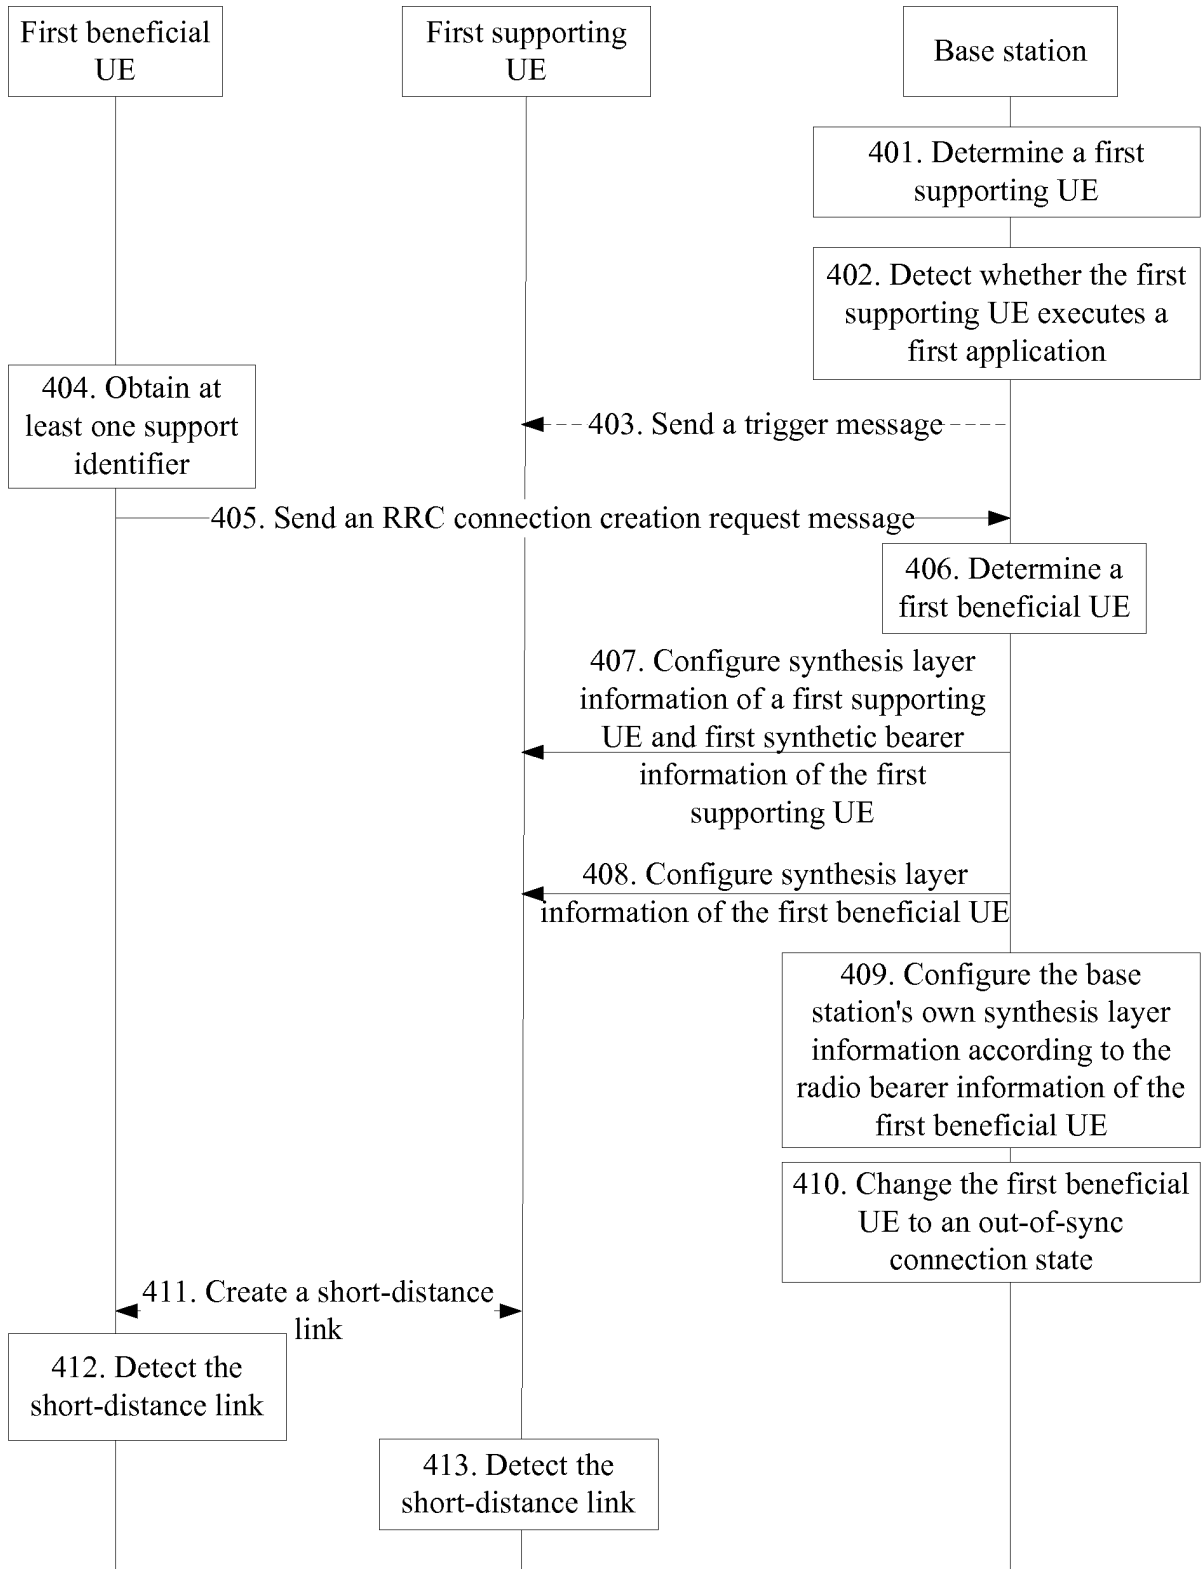 First beneficial
UE
First supporting
UE
Base station
401. Determine a first
supporting UE
402. Detect whether the first
supporting UE executes a
first application
404. Obtain at
least one support
identifier
403. Send a trigger message
405. Send an RRC connection creation request message
406. Determine a
first beneficial UE
407. Configure synthesis layer
information of a first supporting
UE and first synthetic bearer
information of the first
supporting UE
408. Configure synthesis layer
information of the first beneficial UE
409. Configure the base
station's own synthesis layer
information according to the
radio bearer information of the
first beneficial UE
410. Change the first beneficial
UE to an out-of-sync
connection state
411. Create a short-distance
link
412. Detect the
short-distance link
413. Detect the
short-distance link